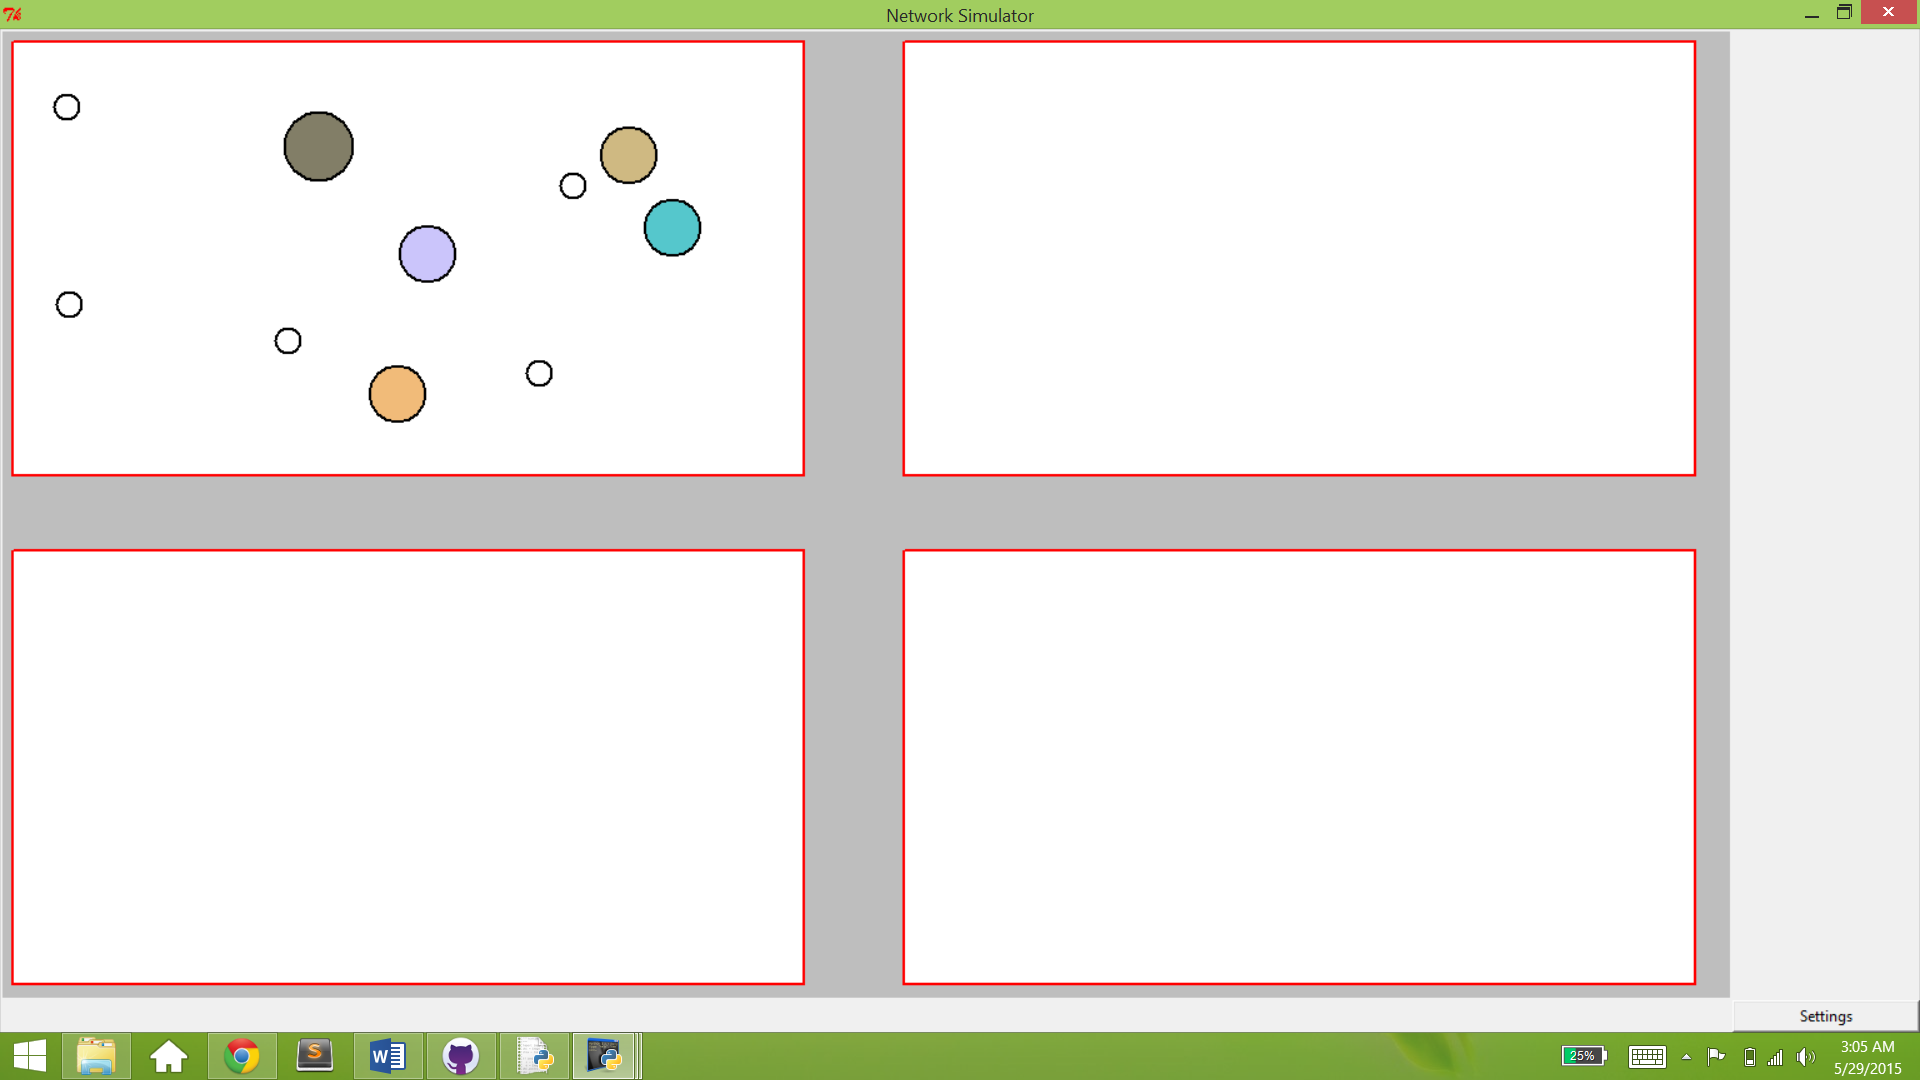 Network Simulator
Settings
25%
3:05 AM
5/29/2015